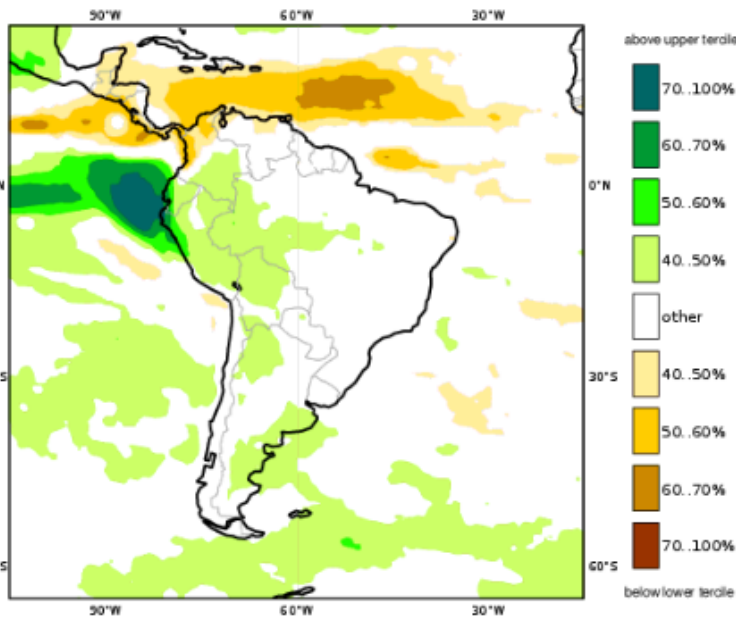 90°W 60°W 30°W
above upper tercile
70..100%
60..70%
0°N
50..60%
40..50%
other
30°S
40..50%
50..60%
60..70%
70..100%
60°S
below lower tercile
90°W 60°W 30°W